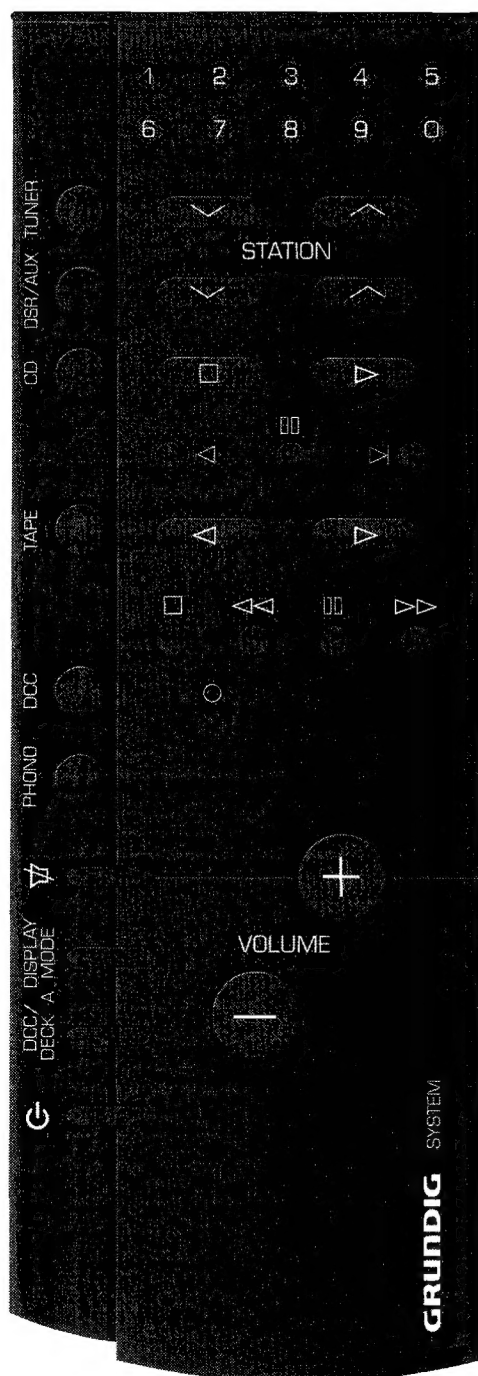 1 2 3 4 5
6 7 8 9 0
TUNER
DSR/AUX
STATION
CD
TAPE
DCC
PHONO
VOLUME
DCC/ DISPLAY
DECK A. MODE
GRUNDIG SYSTEM